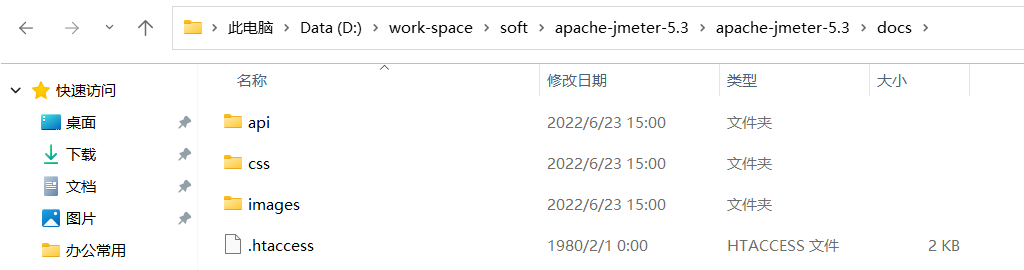 此电脑 › Data (D:) › work-space › soft › apache-jmeter-5.3 › apache-jmeter-5.3 › docs ›
名称 修改日期 类型 大小
快速访问
桌面
下载
文档
图片
办公常用
api 2022/6/23 15:00 文件夹
css 2022/6/23 15:00 文件夹
images 2022/6/23 15:00 文件夹
.htaccess 1980/2/1 0:00 HTACCESS 文件 2 KB